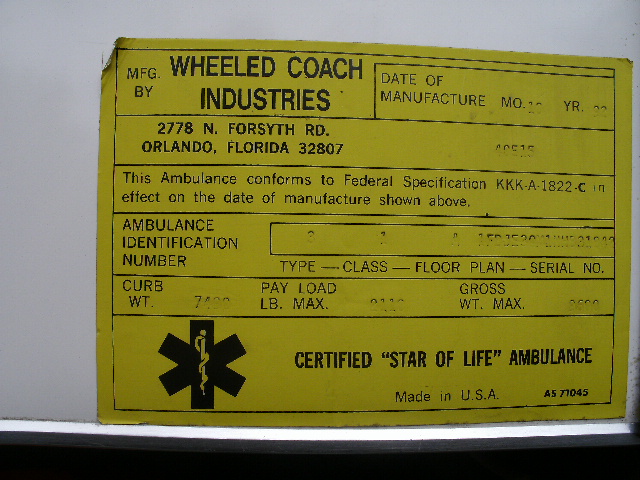 MFG. BY WHEELED COACH INDUSTRIES
DATE OF MANUFACTURE MO. YR.
2778 N. FORSYTH RD.
ORLANDO, FLORIDA 32807
This Ambulance conforms to Federal Specification KKK-A-1822-C in
effect on the date of manufacture shown above.
AMBULANCE
IDENTIFICATION
NUMBER
TYPE — CLASS — FLOOR PLAN — SERIAL NO.
CURB WT.
PAY LOAD LB. MAX.
GROSS WT. MAX.
CERTIFIED "STAR OF LIFE" AMBULANCE
Made in U.S.A. AS 71045